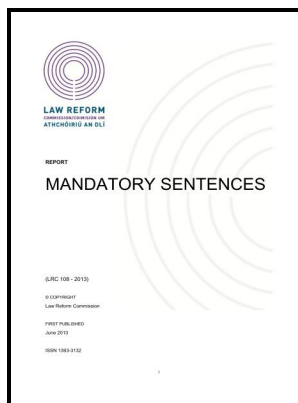 LAW REFORM
COMMISSION/COIMISIÚN UM
ATHCHÓIRIÚ AN DLÍ
REPORT
MANDATORY SENTENCES
(LRC 108 - 2013)
© COPYRIGHT
Law Reform Commission
FIRST PUBLISHED
June 2013
ISSN 1393-3132